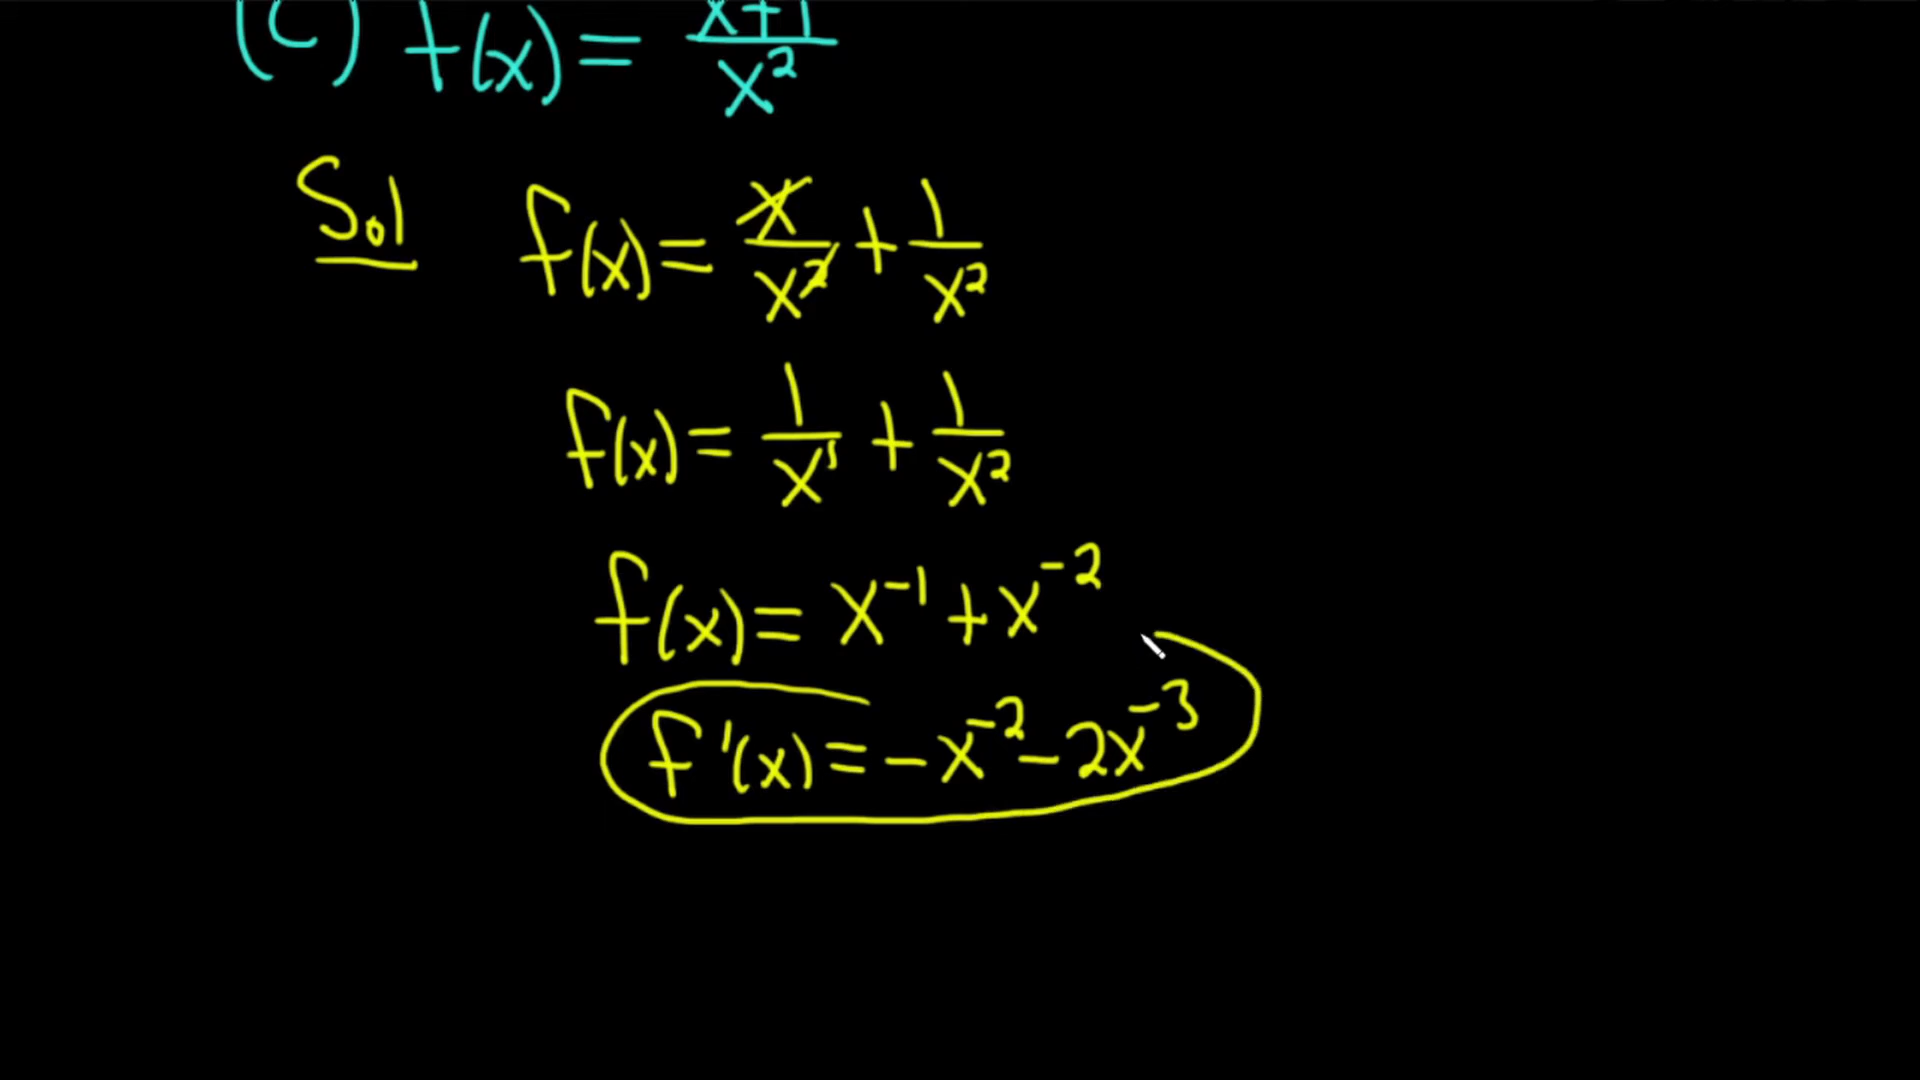 (c) f(x) = (x+1)/x²
Sol f(x) = x/x² + 1/x²
f(x) = 1/x¹ + 1/x²
f(x) = x⁻¹ + x⁻²
f'(x) = -x⁻² - 2x⁻³